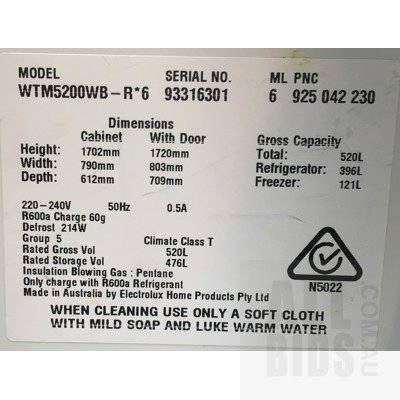 MODEL SERIAL NO. ML PNC
WTM5200WB-R*6 93316301 6 925 042 230
Dimensions
Cabinet With Door Gross Capacity
Height: 1702mm 1720mm Total: 520L
Width: 790mm 803mm Refrigerator: 396L
Depth: 612mm 709mm Freezer: 121L
220-240V 50Hz 0.5A
R600a Charge 60g
Defrost 214W
Group 5 Climate Class T
Rated Gross Vol 520L
Rated Storage Vol 476L
Insulation Blowing Gas : Pentane
Only charge with R600a Refrigerant
Made in Australia by Electrolux Home Products Pty Ltd
N5022
WHEN CLEANING USE ONLY A SOFT CLOTH
WITH MILD SOAP AND LUKE WARM WATER
ALL
BIDS
.COM.AU